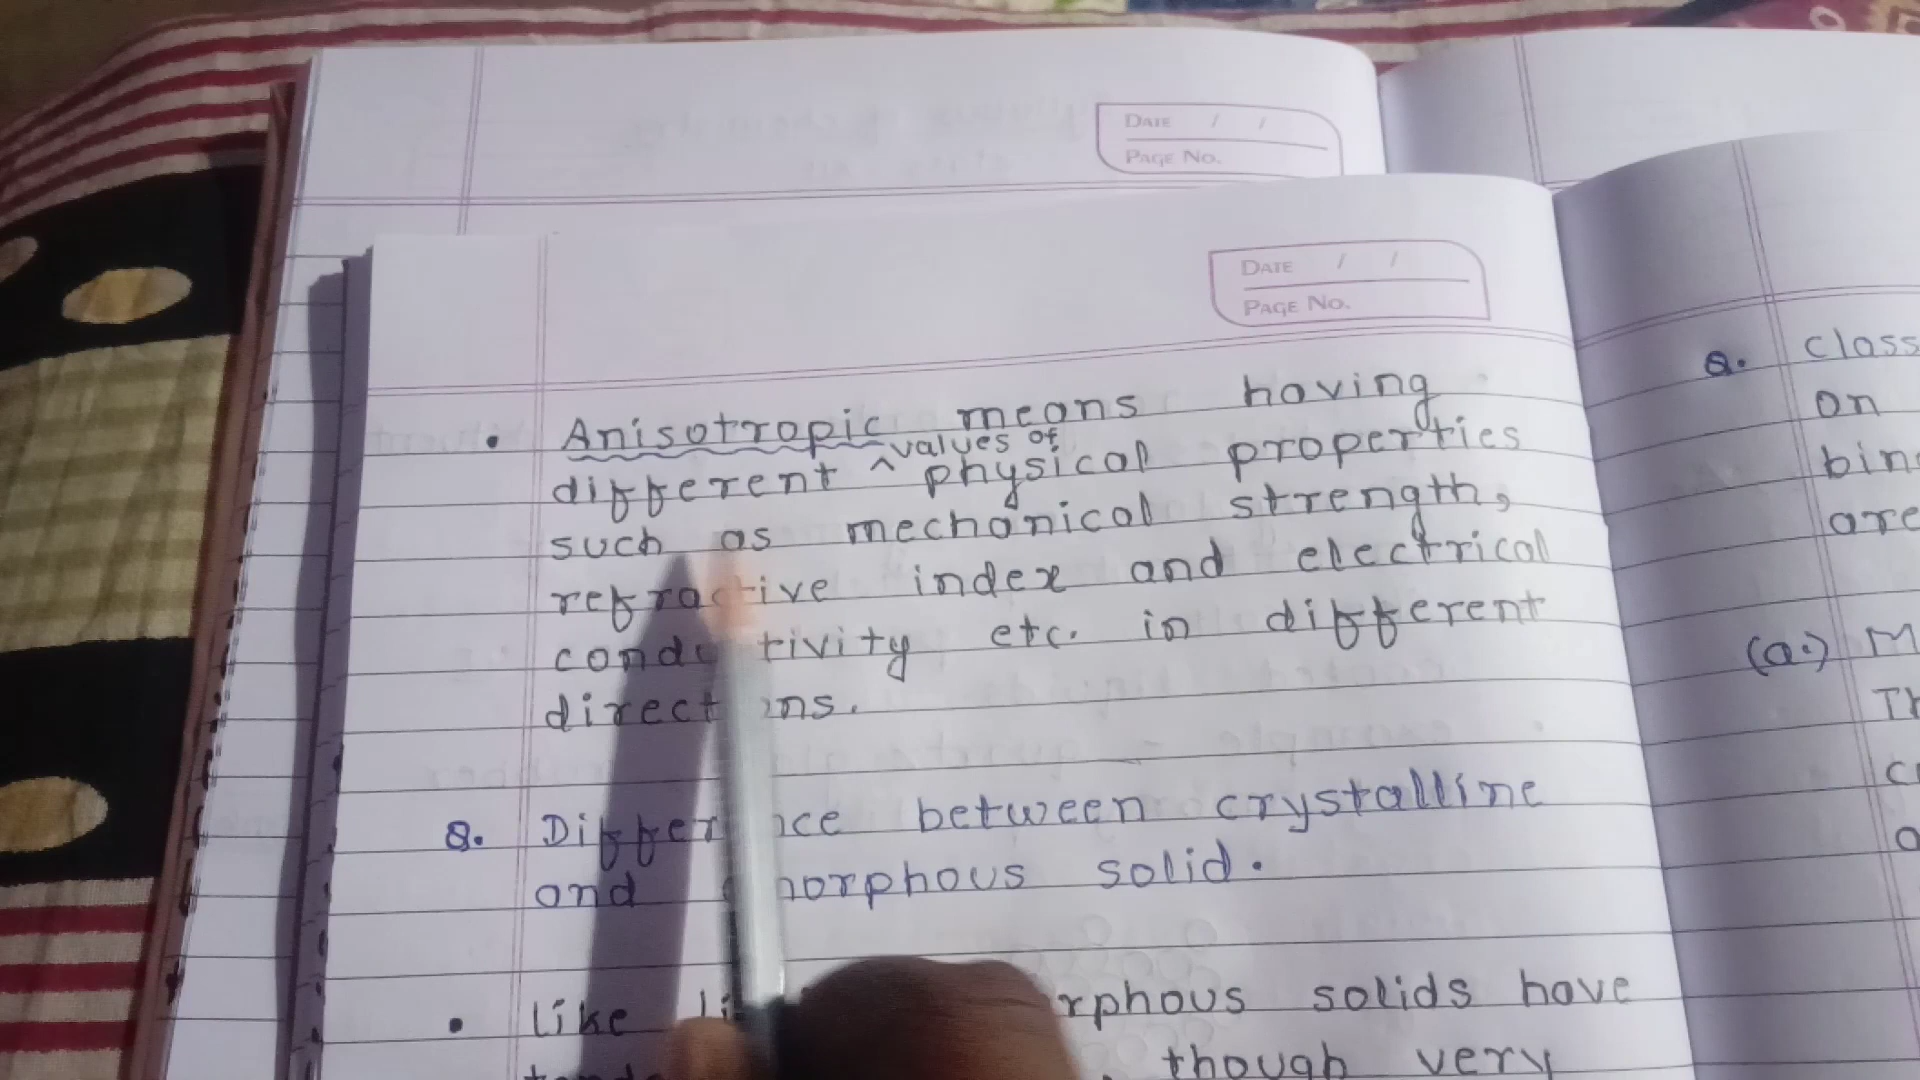 DATE / /
PAGE No.
DATE / /
PAGE No.
• Anisotropic means having
different ^ values of physical properties
such as mechanical strength,
refractive index and electrical
conductivity etc. in different
directions.
Q. Difference between crystalline
and amorphous solid.
• like rphous solids have
though very
Q. class
on
bin
are
(a.) M
Th
c
o